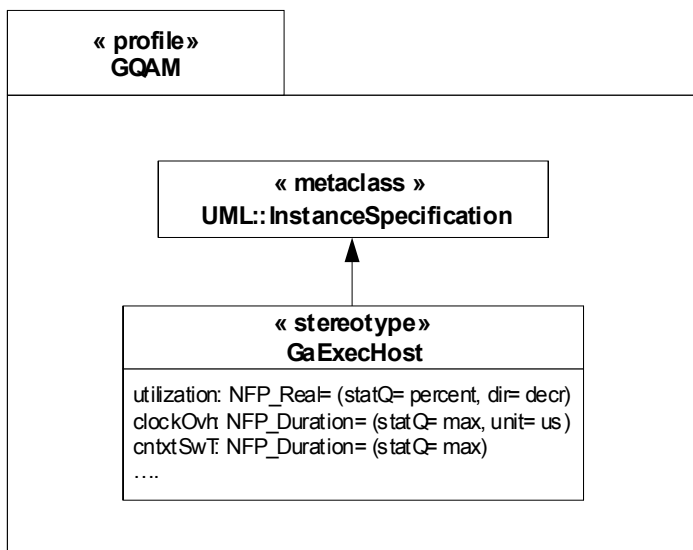 « profile»
GQAM
« metaclass »
UML::InstanceSpecification
« stereotype»
GaExecHost
utilization: NFP_Real= (statQ= percent, dir= decr)
clockOvh: NFP_Duration= (statQ= max, unit= us)
cntxtSwT: NFP_Duration= (statQ= max)
….